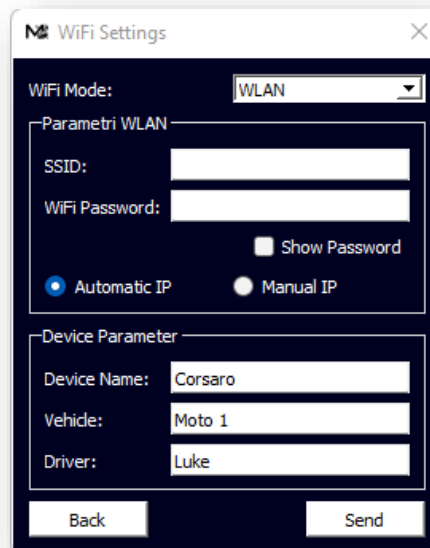 WiFi Settings
WiFi Mode: WLAN
Parametri WLAN
SSID:
WiFi Password:
Show Password
Automatic IP Manual IP
Device Parameter
Device Name: Corsaro
Vehicle: Moto 1
Driver: Luke
Back Send